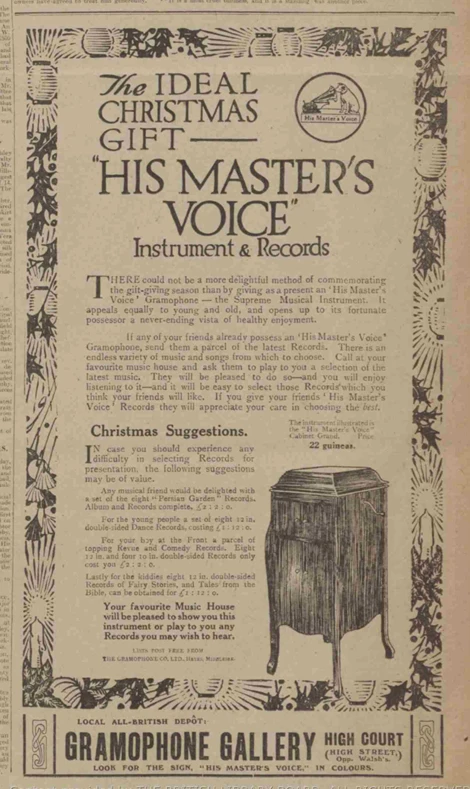 The IDEAL
CHRISTMAS
GIFT —
"HIS MASTER'S
VOICE"
Instrument & Records
His Master's Voice
THERE could not be a more delightful method of commemorating
the gift-giving season than by giving as a present an 'His Master's
Voice' Gramophone — the Supreme Musical Instrument. It
appeals equally to young and old, and opens up to its fortunate
possessor a never-ending vista of healthy enjoyment.
If any of your friends already possess an 'His Master's Voice'
Gramophone, send them a parcel of the latest Records. There is an
endless variety of music and songs from which to choose. Call at your
favourite music house and ask them to play to you a selection of the
latest music. They will be pleased to do so—and you will enjoy
listening to it—and it will be easy to select those Records which you
think your friends will like. If you give your friends 'His Master's
Voice' Records they will appreciate your care in choosing the best.
Christmas Suggestions.
IN case you should experience any
difficulty in selecting Records for
presentation, the following suggestions
may be of value.
Any musical friend would be delighted with
a set of the eight "Persian Garden" Records.
Album and Records complete, £2 : 2 : 0.
For the young people a set of eight 12 in.
double-sided Dance Records, costing £1 : 12 : 0.
For your boy at the Front a parcel of
topping Revue and Comedy Records. Eight
12 in. and four 10 in. double-sided Records only
cost you £2 : 2 : 0.
Lastly for the kiddies eight 12 in. double-sided
Records of Fairy Stories, and Tales from the
Bible, can be obtained for £1 : 12 : 0.
Your favourite Music House
will be pleased to show you this
instrument or play to you any
Records you may wish to hear.
LISTS POST FREE FROM
THE GRAMOPHONE CO. LTD., HAYES, MIDDLESEX.
The instrument illustrated is
the "His Master's Voice"
Cabinet Grand. Price
22 guineas.
LOCAL ALL-BRITISH DEPÔT:
GRAMOPHONE GALLERY HIGH COURT
(HIGH STREET,
Opp. Walsh's.)
LOOK FOR THE SIGN, "HIS MASTER'S VOICE," IN COLOURS.